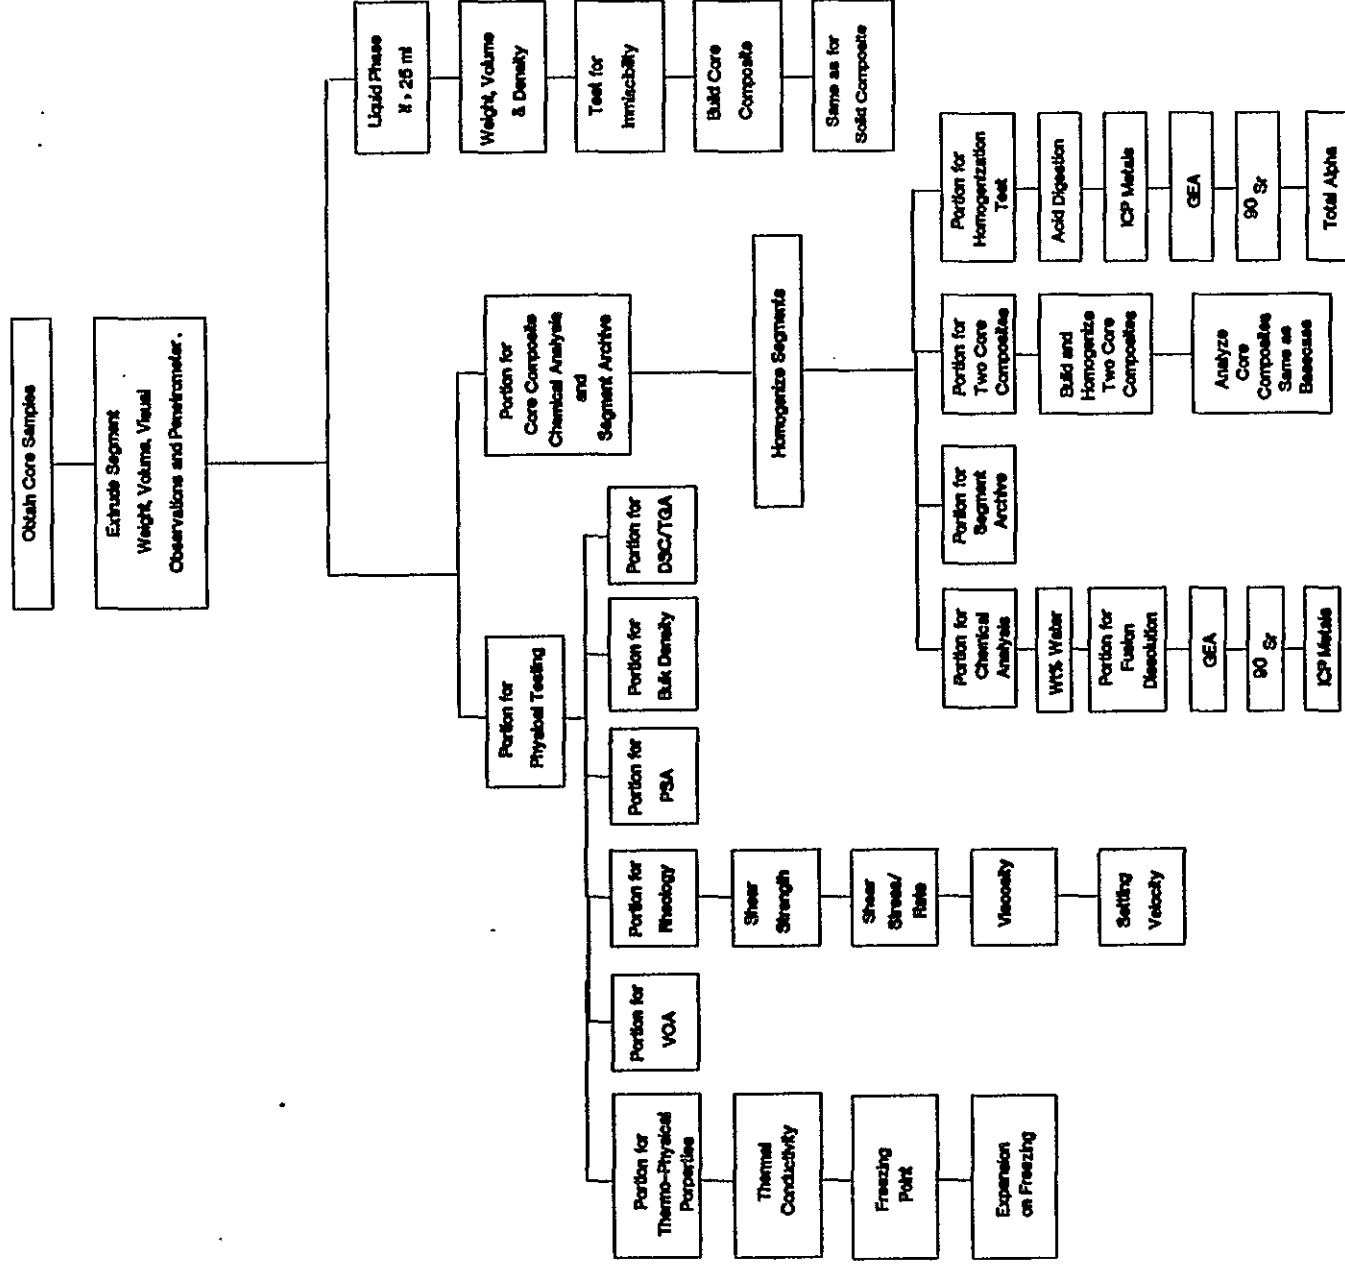 Obtain Core Samples
Extrude Segment
Weight, Volume, Visual
Observations and Penetrometer.
Portion for
Physical Testing
Portion for
Thermo-Physical
Porperties
Thermal
Conductivity
Freezing
Point
Expansion
on Freezing
Portion for
VOA
Portion for
Rheology
Shear
Strength
Shear
Stress/
Rate
Viscosity
Settling
Velocity
Portion for
PSA
Portion for
Bulk Density
Portion for
DSC/TGA
Portion for
Core Composite
Chemical Analysis
and
Segment Archive
Homogenize Segments
Portion for
Chemical
Analysis
Wt% Water
Portion for
Fusion
Dissolution
GEA
90 Sr
ICP Metals
Portion for
Segment
Archive
Portion for
Two Core
Composites
Build and
Homogenize
Two Core
Composites
Analyze
Core
Composites
Same as
Basecase
Portion for
Homogenization
Test
Acid Digestion
ICP Metals
GEA
90 Sr
Total Alpha
Liquid Phase
If > 25 ml
Weight, Volume
& Density
Test for
Immiscibility
Build Core
Composite
Same as for
Solid Composite